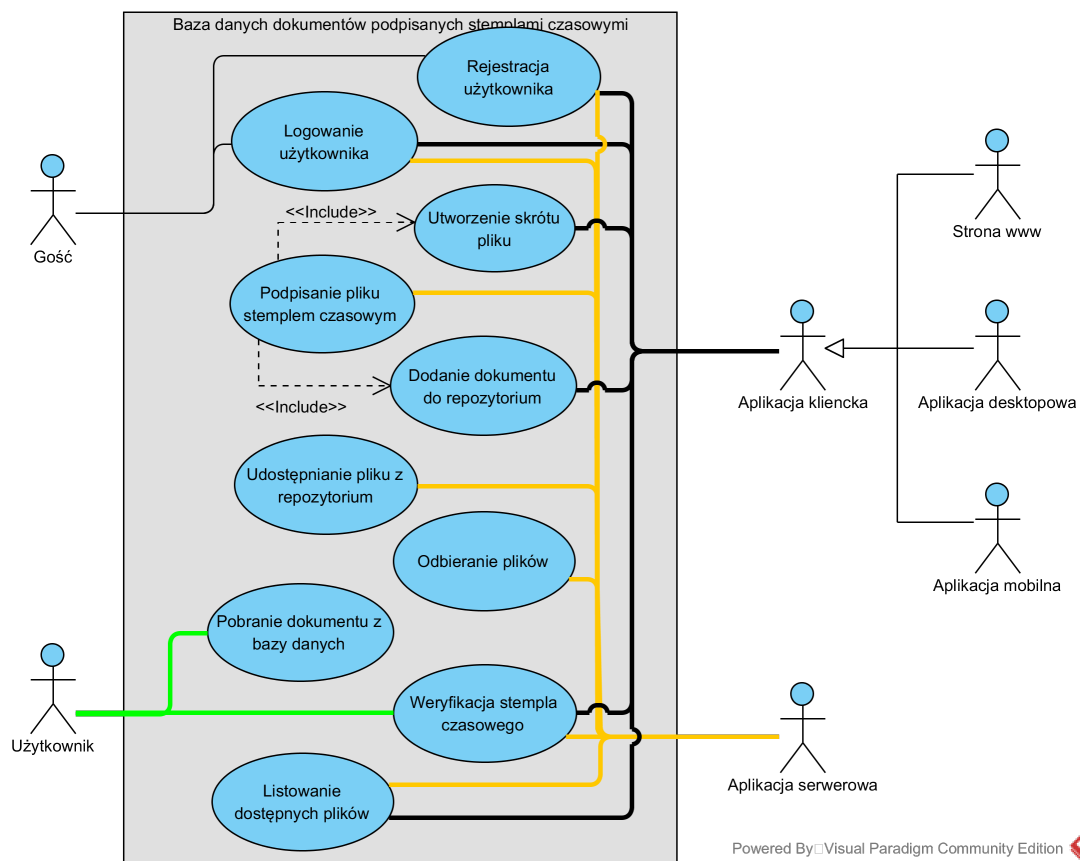 Baza danych dokumentów podpisanych stemplami czasowymi
Rejestracja
użytkownika
Logowanie
użytkownika
<<Include>>
Utworzenie skrótu
pliku
Gość
Podpisanie pliku
stemplem czasowym
Dodanie dokumentu
do repozytorium
<<Include>>
Udostępnianie pliku z
repozytorium
Odbieranie plików
Pobranie dokumentu z
bazy danych
Użytkownik
Weryfikacja stempla
czasowego
Listowanie
dostępnych plików
Strona www
Aplikacja kliencka
Aplikacja desktopowa
Aplikacja mobilna
Aplikacja serwerowa
Powered By□Visual Paradigm Community Edition